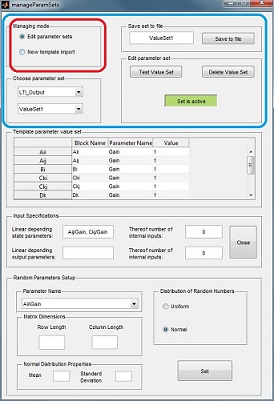 manageParamSets
Managing mode
Edit parameter sets
New template import
Save set to file
ValueSet1
Save to file
Edit parameter set
Test Value Set
Delete Value Set
Set is active
Choose parameter set
LTI_Output
ValueSet1
Template parameter value set
Block Name Parameter Name Value
Aii Aij Gain 1
Aij Aij Gain 1
Bi Bi Gain 1
Cki Cki Gain 1
Ckj Ckj Gain 1
Dk Dk Gain 1
Input Specifications
Linear depending state parameters:
Aij/Gain, Ckj/Gain
Thereof number of internal inputs:
0
Linear depending output parameters:
Thereof number of internal inputs:
0
Close
Random Parameters Setup
Parameter Name
Aii/Gain
Matrix Dimensions
Row Length Column Length
Normal Distribution Properties
Mean
Standard Deviation
Distribution of Random Numbers
Uniform
Normal
Set